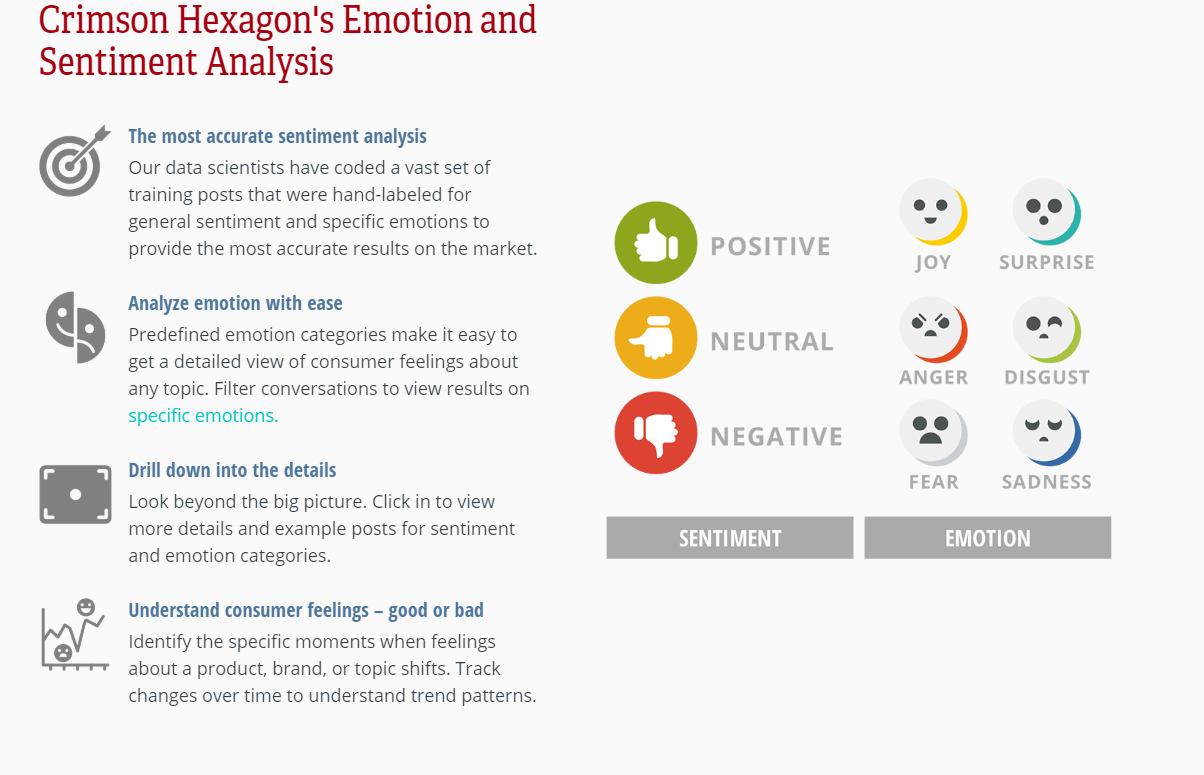 Crimson Hexagon's Emotion and
Sentiment Analysis
The most accurate sentiment analysis
Our data scientists have coded a vast set of
training posts that were hand-labeled for
general sentiment and specific emotions to
provide the most accurate results on the market.
Analyze emotion with ease
Predefined emotion categories make it easy to
get a detailed view of consumer feelings about
any topic. Filter conversations to view results on
specific emotions.
Drill down into the details
Look beyond the big picture. Click in to view
more details and example posts for sentiment
and emotion categories.
Understand consumer feelings – good or bad
Identify the specific moments when feelings
about a product, brand, or topic shifts. Track
changes over time to understand trend patterns.
POSITIVE
NEUTRAL
NEGATIVE
SENTIMENT
JOY
SURPRISE
ANGER
DISGUST
FEAR
SADNESS
EMOTION